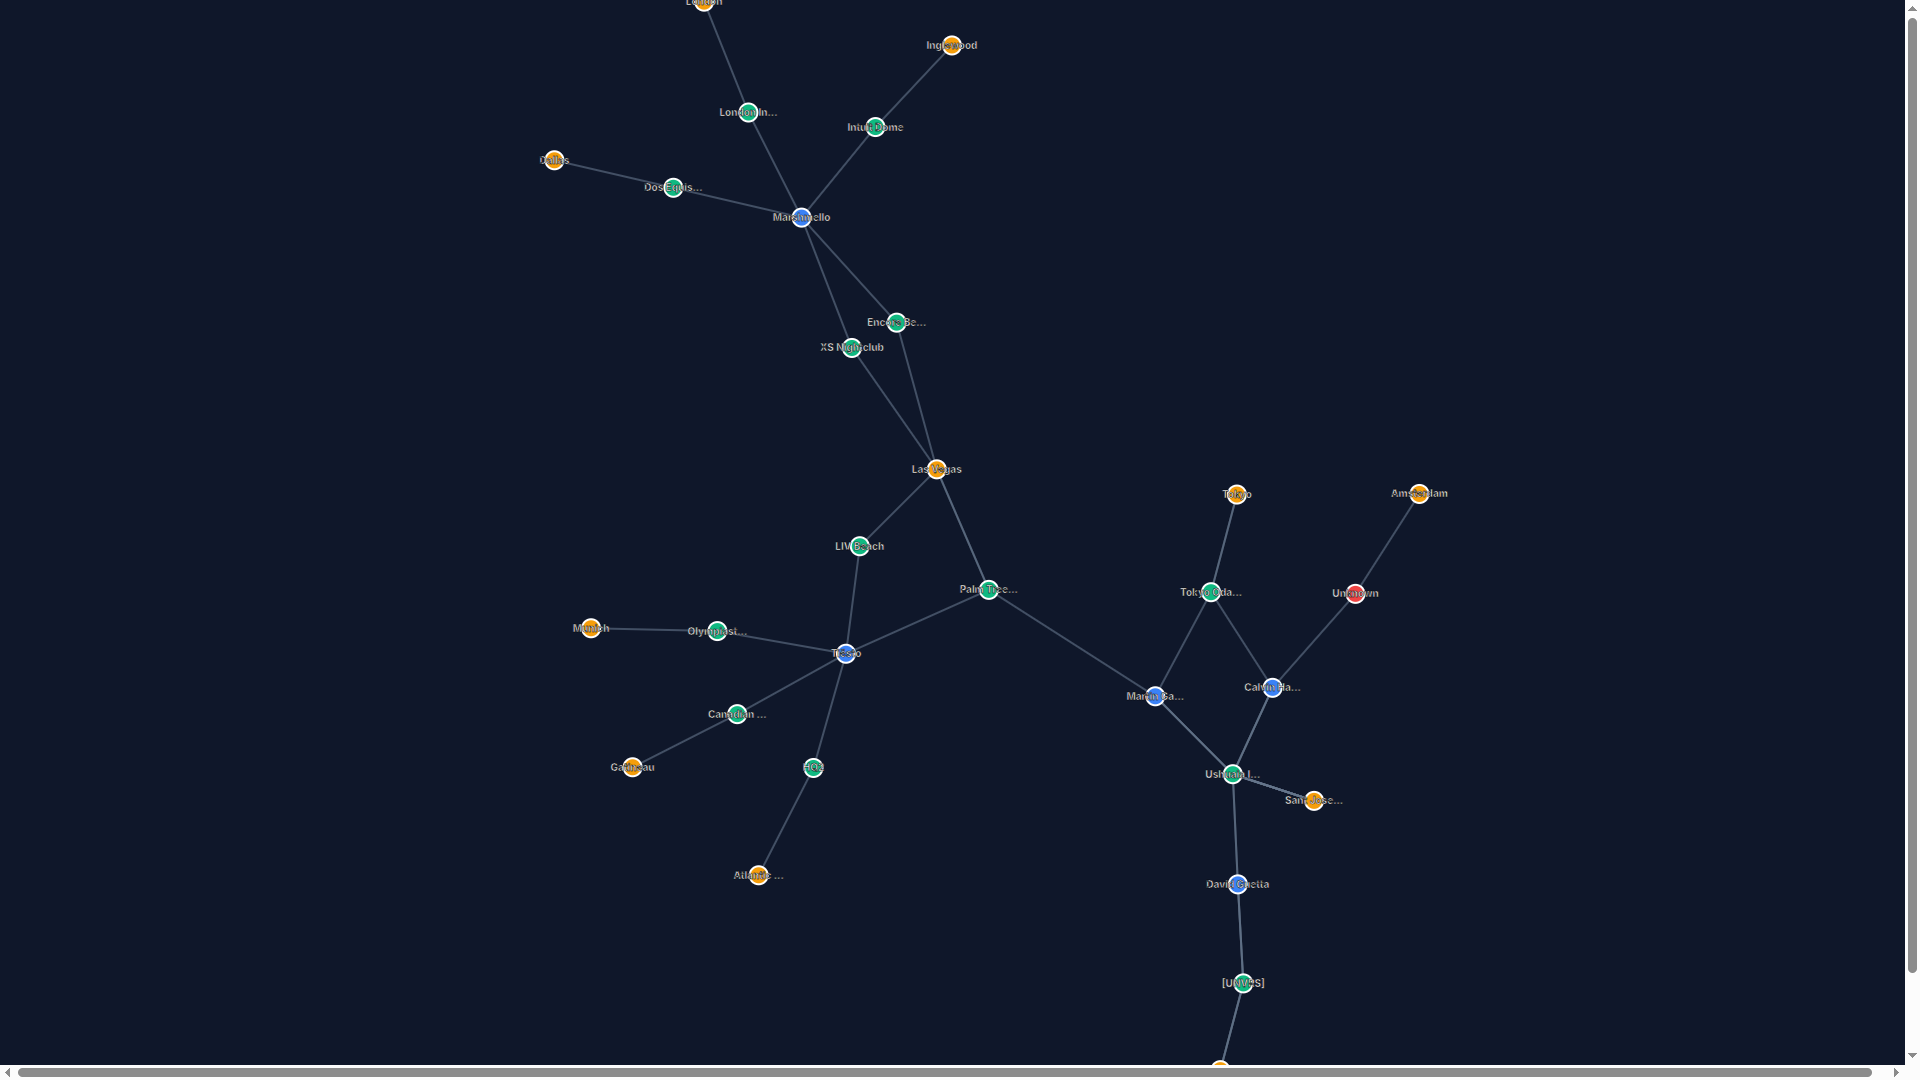 London
Inglewood
London In...
Intuit Dome
Dallas
Dos Equis...
Marshmello
Encore Be...
XS Nightclub
Las Vegas
Tokyo
Amsterdam
LIV Beach
Palm Tree...
Tokyo Oda...
Unknown
Munich
Olympiast...
Tiësto
Calvin Ha...
Martin Ga...
Canadian ...
Gatineau
HQ2
Ushuaïa I...
Sant Jose...
Atlantic ...
David Guetta
[UNVRS]